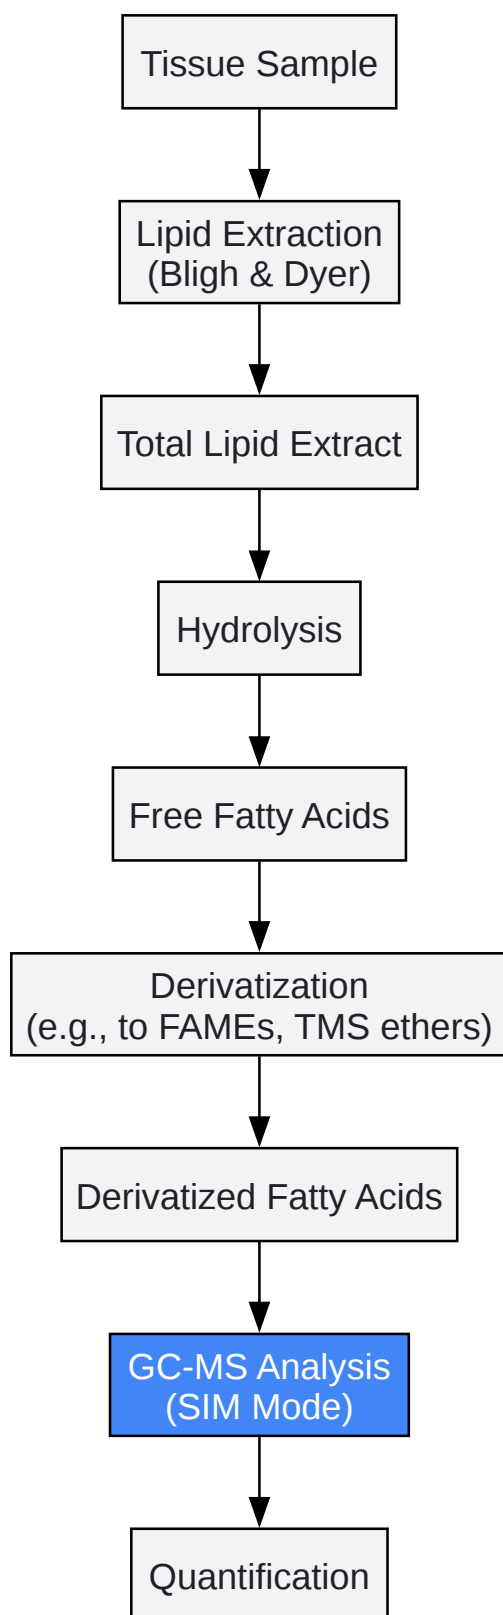 Tissue Sample
Lipid Extraction
(Bligh & Dyer)
Total Lipid Extract
Hydrolysis
Free Fatty Acids
Derivatization
(e.g., to FAMEs, TMS ethers)
Derivatized Fatty Acids
GC-MS Analysis
(SIM Mode)
Quantification